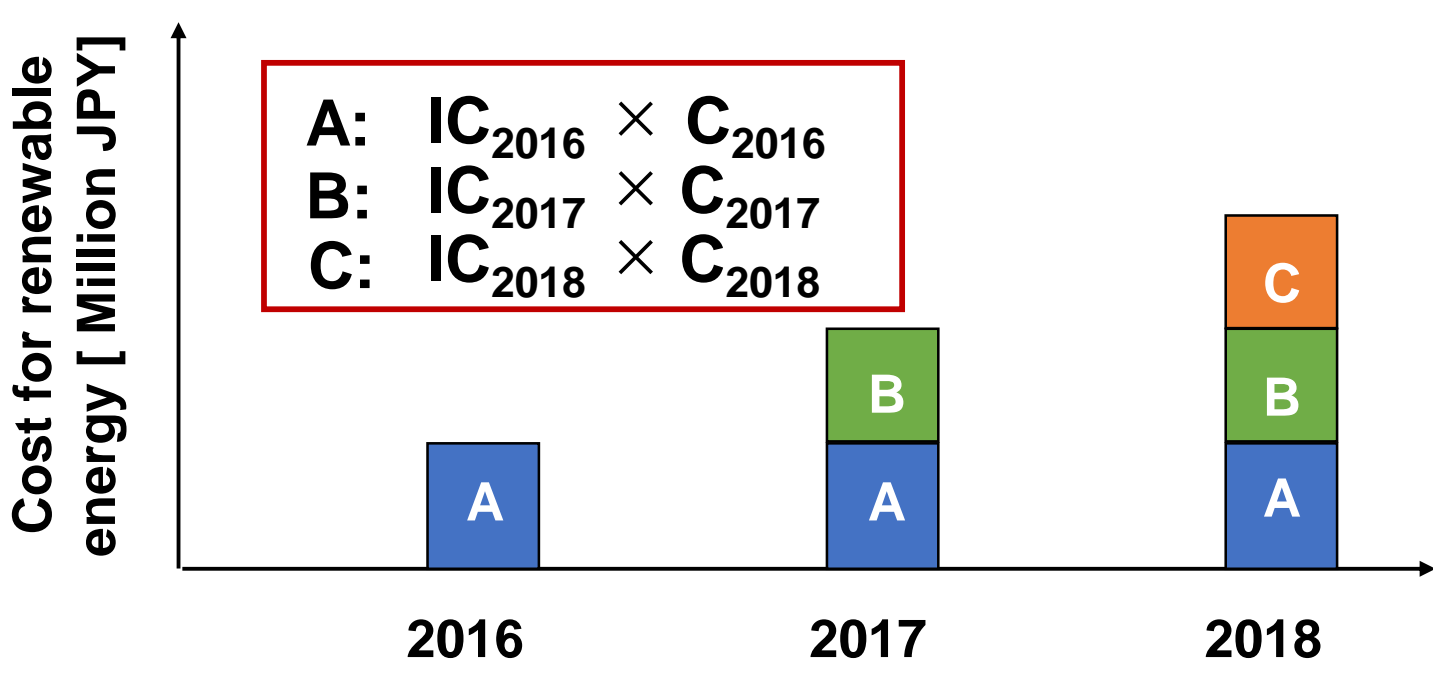 Cost for renewable
energy [ Million JPY]
A: IC2016 × C2016
B: IC2017 × C2017
C: IC2018 × C2018
C
B
B
A
A
A
2016 2017 2018